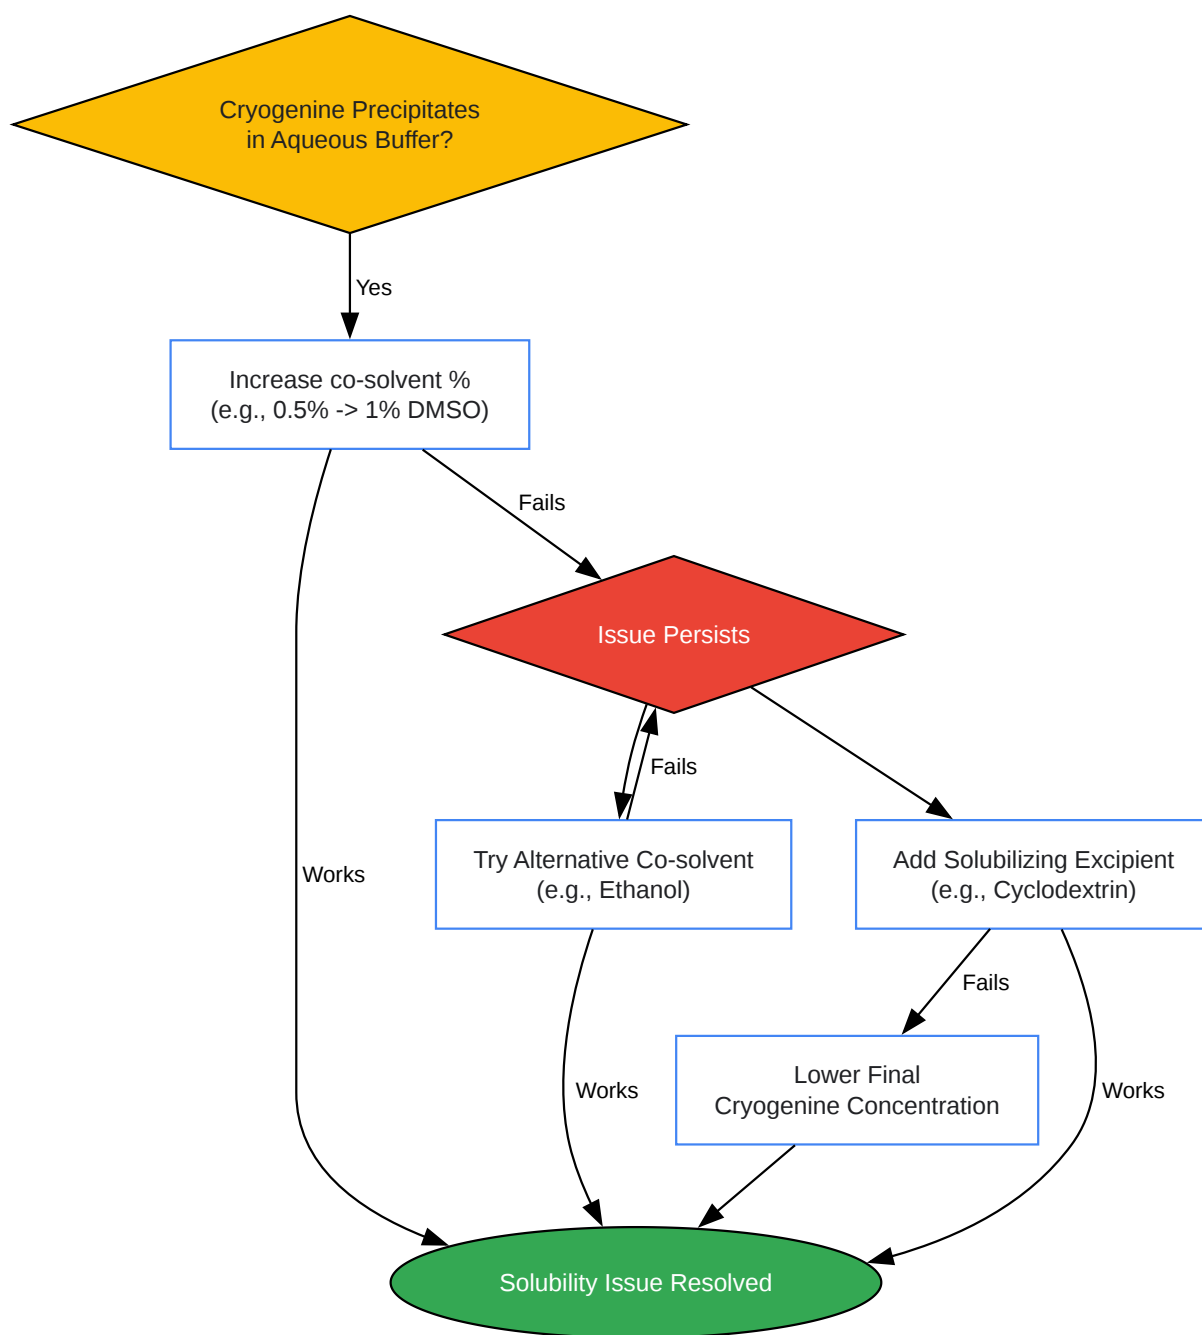 Cryogenine Precipitates
in Aqueous Buffer?
Yes
Increase co-solvent %
(e.g., 0.5% -> 1% DMSO)
Fails
Issue Persists
Fails
Try Alternative Co-solvent
(e.g., Ethanol)
Add Solubilizing Excipient
(e.g., Cyclodextrin)
Works
Fails
Lower Final
Cryogenine Concentration
Works
Works
Solubility Issue Resolved